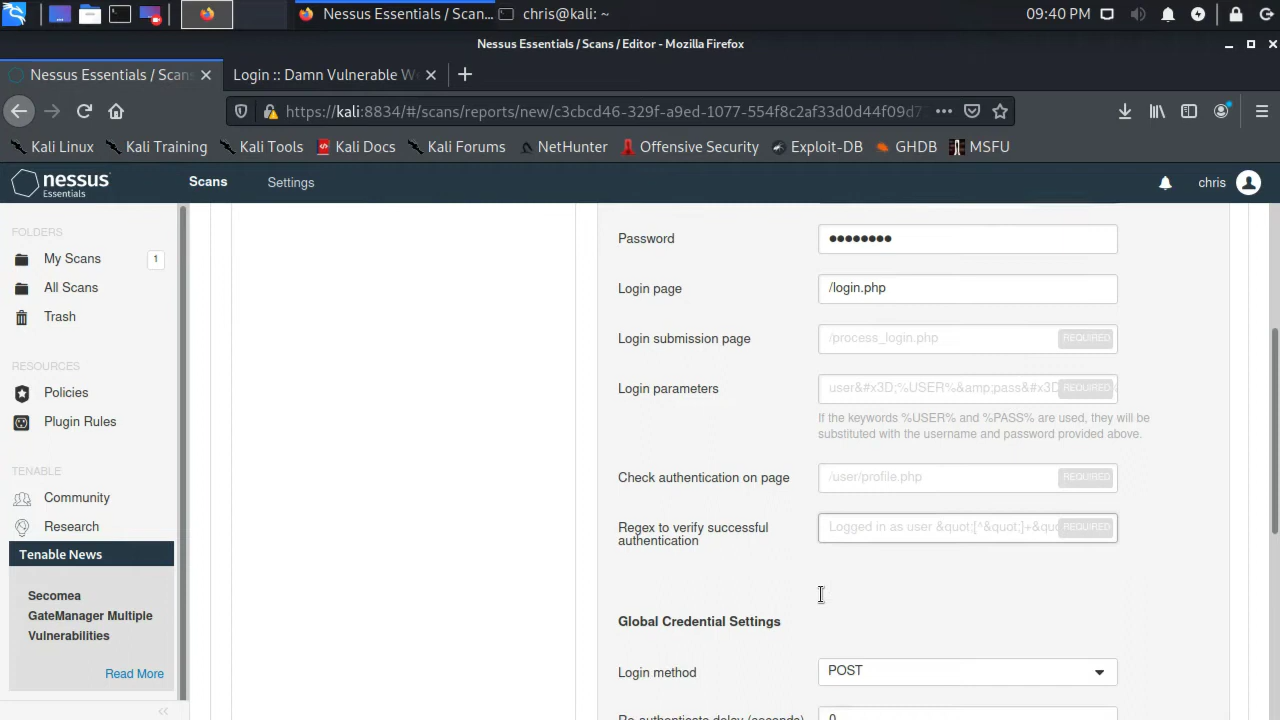 Nessus Essentials / Scan...
chris@kali: ~
09:40 PM
Nessus Essentials / Scans / Editor - Mozilla Firefox
Nessus Essentials / Scans
Login :: Damn Vulnerable W
https://kali:8834/#/scans/reports/new/c3cbcd46-329f-a9ed-1077-554f8c2af33d0d44f09d7
Kali Linux
Kali Training
Kali Tools
Kali Docs
Kali Forums
NetHunter
Offensive Security
Exploit-DB
GHDB
MSFU
nessus
Essentials
Scans
Settings
chris
FOLDERS
My Scans
1
All Scans
Trash
RESOURCES
Policies
Plugin Rules
TENABLE
Community
Research
Tenable News
Secomea
GateManager Multiple
Vulnerabilities
Read More
Password
●●●●●●●●
Login page
/login.php
Login submission page
/process_login.php
REQUIRED
Login parameters
user&#x3D;%USER%&amp;pass&#x3D
REQUIRED
If the keywords %USER% and %PASS% are used, they will be
substituted with the username and password provided above.
Check authentication on page
/user/profile.php
REQUIRED
Regex to verify successful
authentication
Logged in as user &quot;[^&quot;]+&quo
REQUIRED
Global Credential Settings
Login method
POST
Re-authenticate delay (seconds)
0